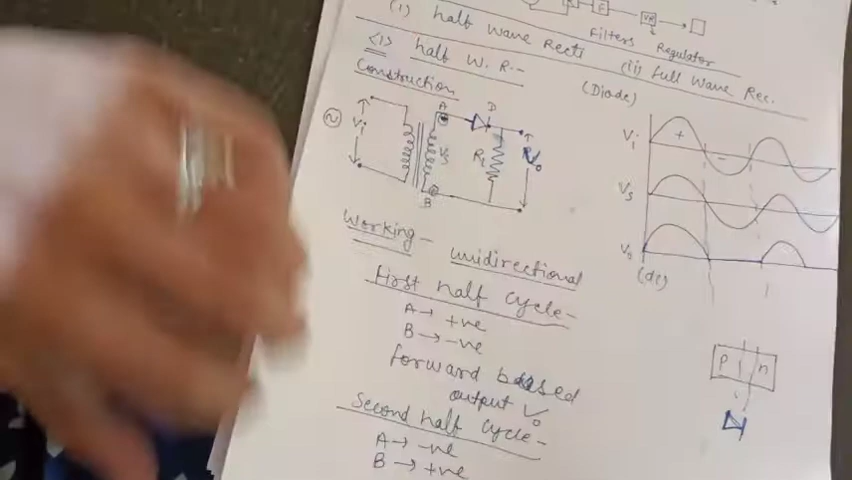 F
VR
Filters Regulator
(i) half wave Recti
(ii) full wave Rec.
(1) half W. R.-
Construction
(Diode)
A D
Vi
Vs
RL
Vo
B
Vi + -
Vs
Vo
(dc)
Working - unidirectional
First half cycle-
A → +ve
B → -ve
forward biased
output Vo
Second half cycle-
A → -ve
B → +ve
P n